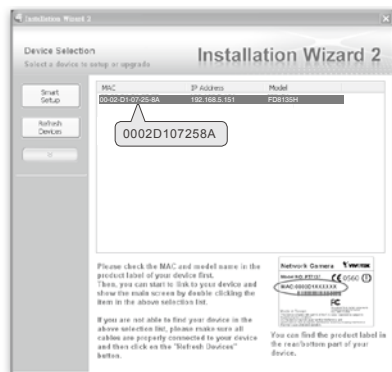 Installation Wizard 2
Device Selection
Select a device to setup or upgrade
Installation Wizard 2
Smart
Setup
Refresh
Devices
MAC IP Address Model
00-02-D1-07-25-8A 192.168.5.151 FD8135H
0002D107258A
Please check the MAC and model name in the
product label of your device first.
Then, you can start to link to your device and
show the main screen by double clicking the
item in the above selection list.
If you are not able to find your device in the
above selection list, please make sure all
cables are properly connected to your device
and then click on the "Refresh Devices"
button.
Network Camera VIVOTEK
0560
MAC:0002D1XXXXXX
FC
You can find the product label in
the rear/bottom part of your
device.